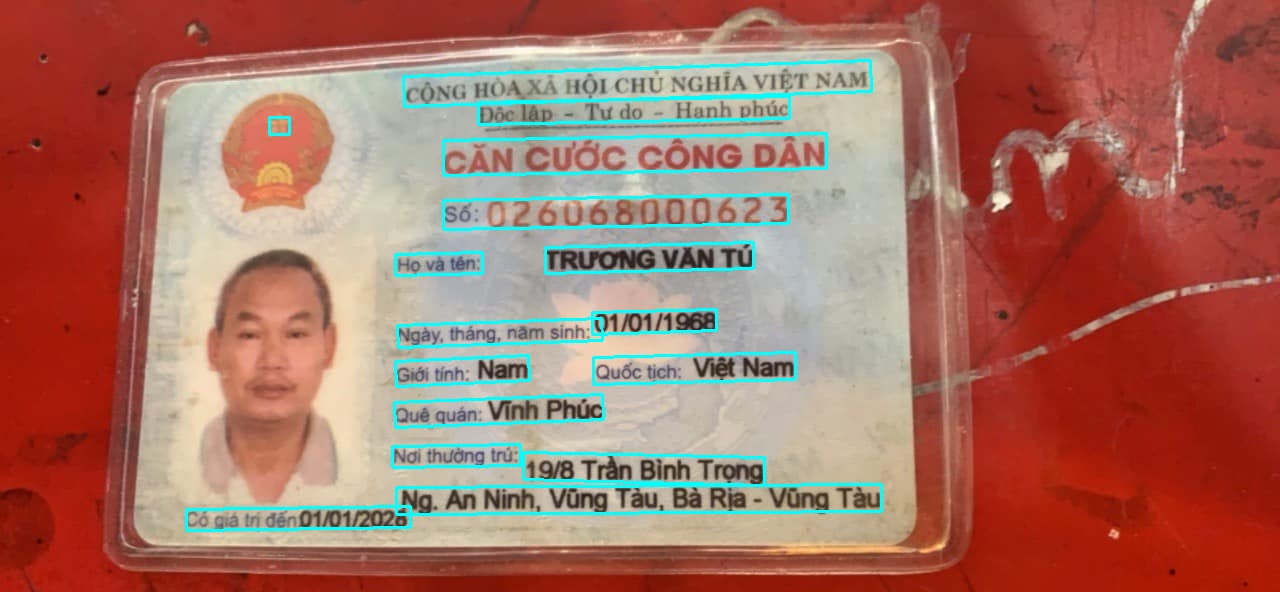 CỘNG HÒA XÃ HỘI CHỦ NGHĨA VIỆT NAM
Độc lập - Tự do - Hạnh phúc
CĂN CƯỚC CÔNG DÂN
Số: 026068000623
Họ và tên: TRƯƠNG VĂN TÚ
Ngày, tháng, năm sinh: 01/01/1968
Giới tính: Nam Quốc tịch: Việt Nam
Quê quán: Vĩnh Phúc
Nơi thường trú: 19/8 Trần Bình Trọng
Ng. An Ninh, Vũng Tàu, Bà Rịa - Vũng Tàu
Có giá trị đến: 01/01/2028